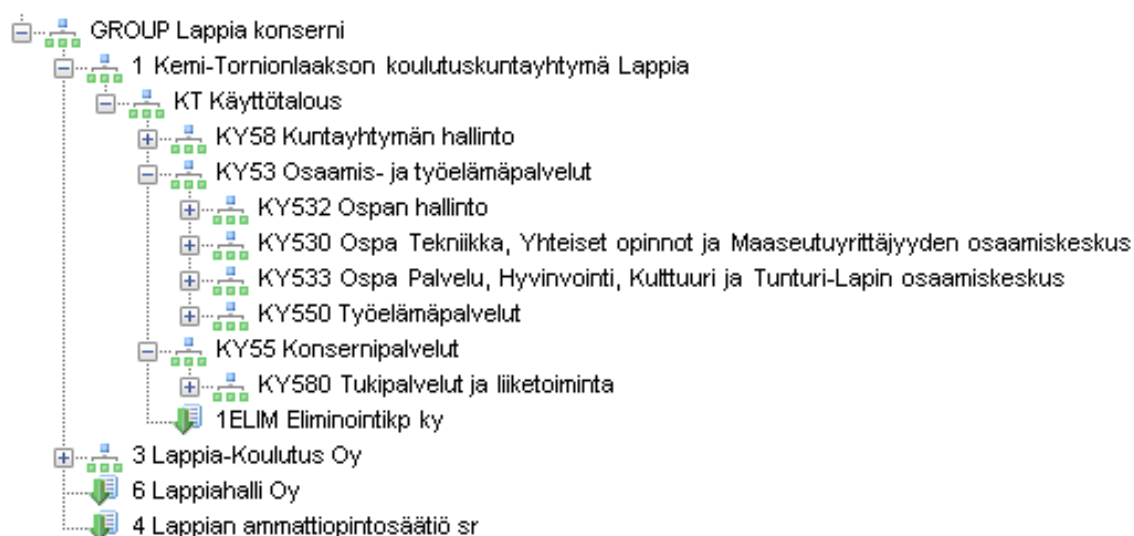 GROUP Lappia konserni
1 Kemi-Tornionlaakson koulutuskuntayhtymä Lappia
KT Käyttötalous
KY58 Kuntayhtymän hallinto
KY53 Osaamis- ja työelämäpalvelut
KY532 Ospan hallinto
KY530 Ospa Tekniikka, Yhteiset opinnot ja Maaseutuyrittäjyyden osaamiskeskus
KY533 Ospa Palvelu, Hyvinvointi, Kulttuuri ja Tunturi-Lapin osaamiskeskus
KY550 Työelämäpalvelut
KY55 Konsernipalvelut
KY580 Tukipalvelut ja liiketoiminta
1ELIM Eliminointikp ky
3 Lappia-Koulutus Oy
6 Lappiahalli Oy
4 Lappian ammattiopintosäätiö sr